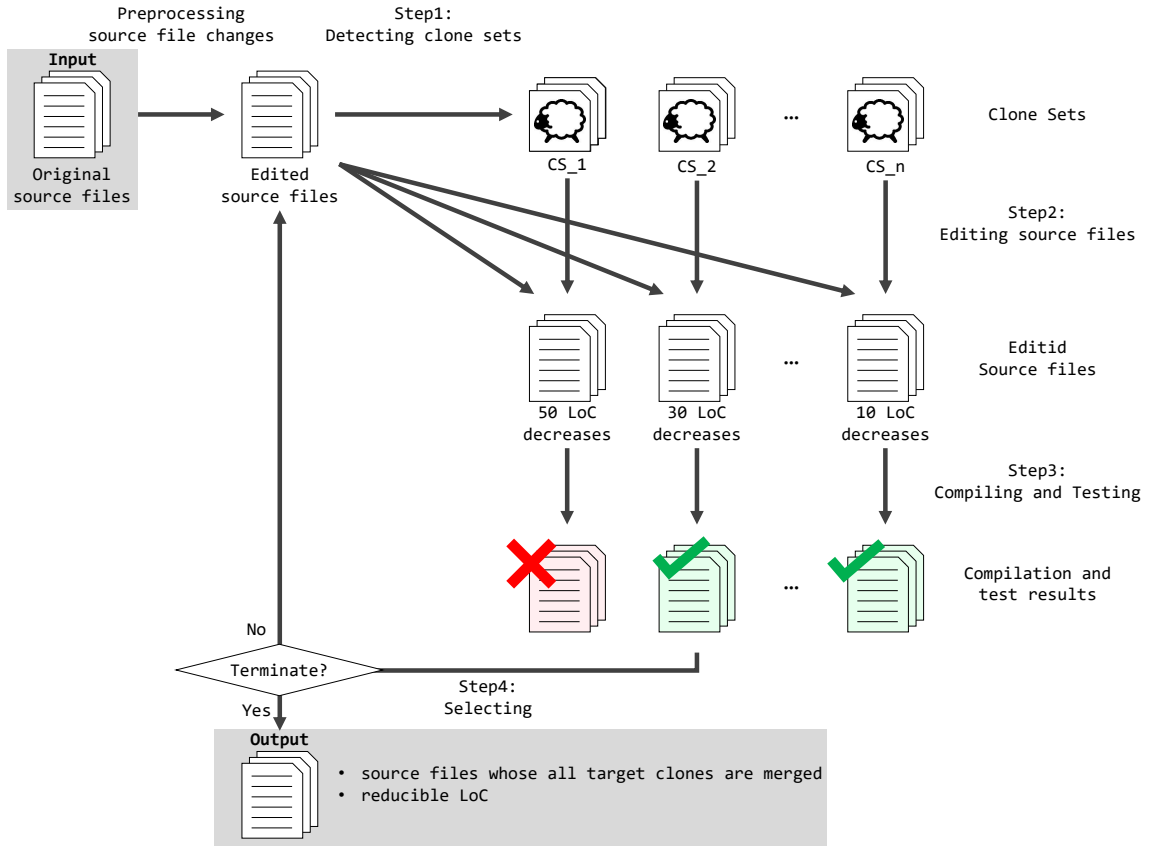 Preprocessing
source file changes
Step1:
Detecting clone sets
Input
Original
source files
Edited
source files
CS_1
CS_2
...
CS_n
Clone Sets
Step2:
Editing source files
...
Editid
Source files
50 LoC
decreases
30 LoC
decreases
10 LoC
decreases
Step3:
Compiling and Testing
...
Compilation and
test results
No
Terminate?
Step4:
Selecting
Yes
Output
• source files whose all target clones are merged
• reducible LoC